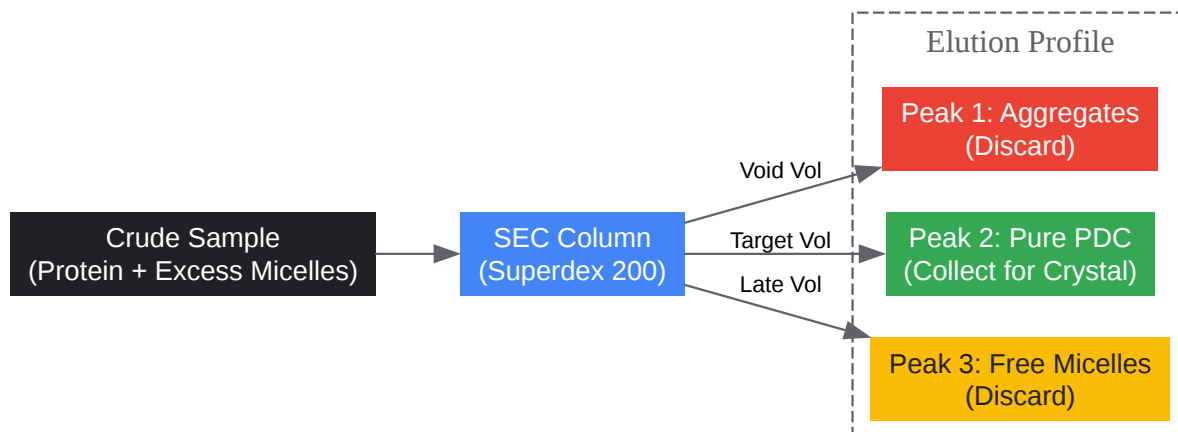 Elution Profile
Peak 1: Aggregates
(Discard)
Void Vol
Crude Sample
(Protein + Excess Micelles)
SEC Column
(Superdex 200)
Target Vol
Peak 2: Pure PDC
(Collect for Crystal)
Late Vol
Peak 3: Free Micelles
(Discard)